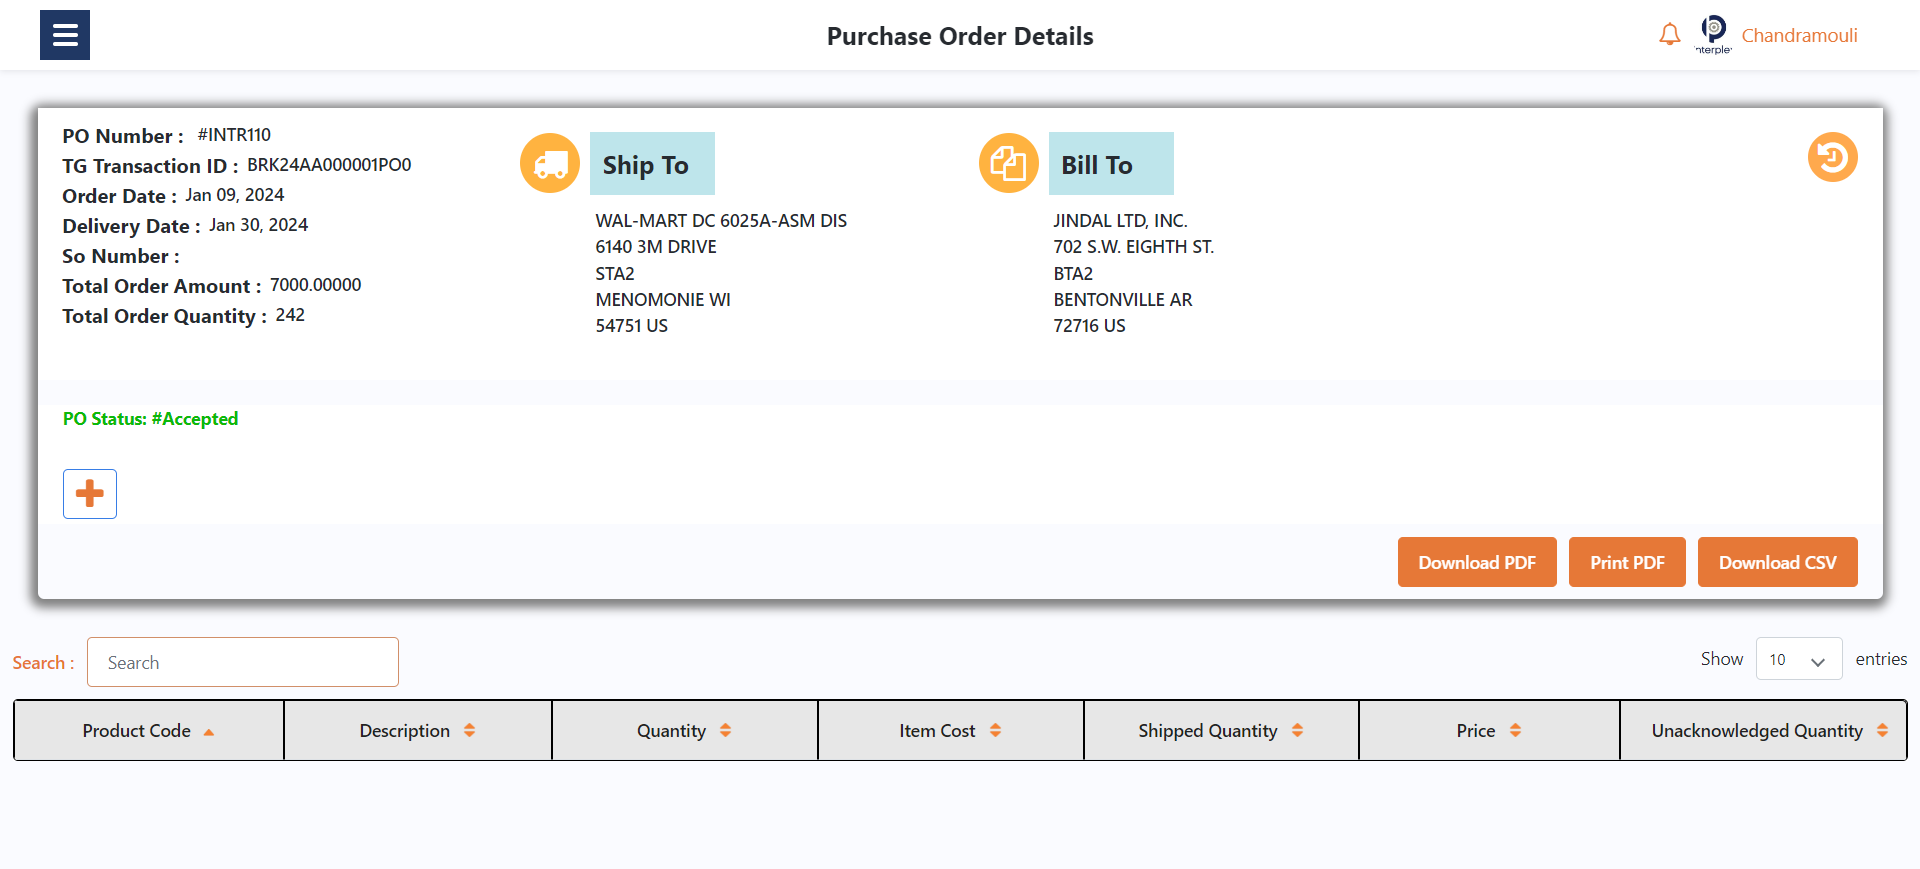 Purchase Order Details
nterple
Chandramouli
PO Number : #INTR110
TG Transaction ID : BRK24AA000001PO0
Order Date : Jan 09, 2024
Delivery Date : Jan 30, 2024
So Number :
Total Order Amount : 7000.00000
Total Order Quantity : 242
Ship To
WAL-MART DC 6025A-ASM DIS
6140 3M DRIVE
STA2
MENOMONIE WI
54751 US
Bill To
JINDAL LTD, INC.
702 S.W. EIGHTH ST.
BTA2
BENTONVILLE AR
72716 US
PO Status: #Accepted
Download PDF
Print PDF
Download CSV
Search : Search
Show 10 entries
Product Code
Description
Quantity
Item Cost
Shipped Quantity
Price
Unacknowledged Quantity